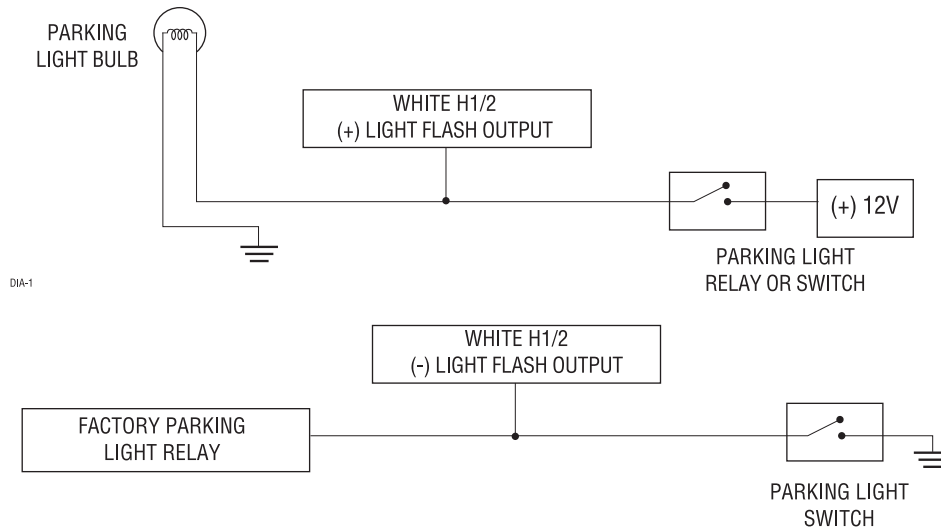 PARKING
LIGHT BULB
WHITE H1/2
(+) LIGHT FLASH OUTPUT
(+) 12V
PARKING LIGHT
RELAY OR SWITCH
DIA-1
WHITE H1/2
(-) LIGHT FLASH OUTPUT
FACTORY PARKING
LIGHT RELAY
PARKING LIGHT
SWITCH